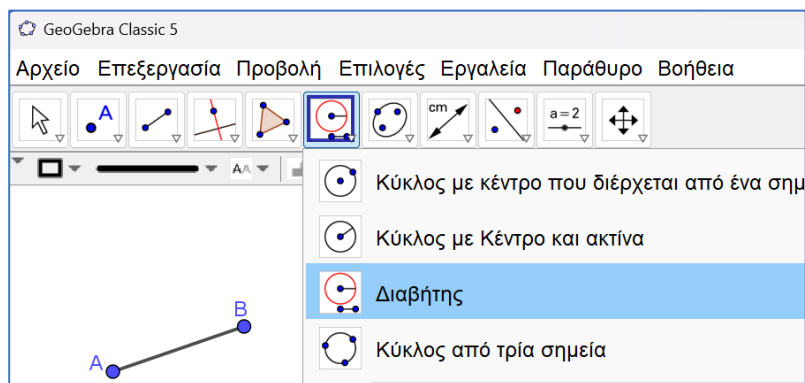 GeoGebra Classic 5
Αρχείο Επεξεργασία Προβολή Επιλογές Εργαλεία Παράθυρο Βοήθεια
A cm a = 2
AA
Κύκλος με κέντρο που διέρχεται από ένα σημ
Κύκλος με Κέντρο και ακτίνα
Διαβήτης
B
Κύκλος από τρία σημεία
A